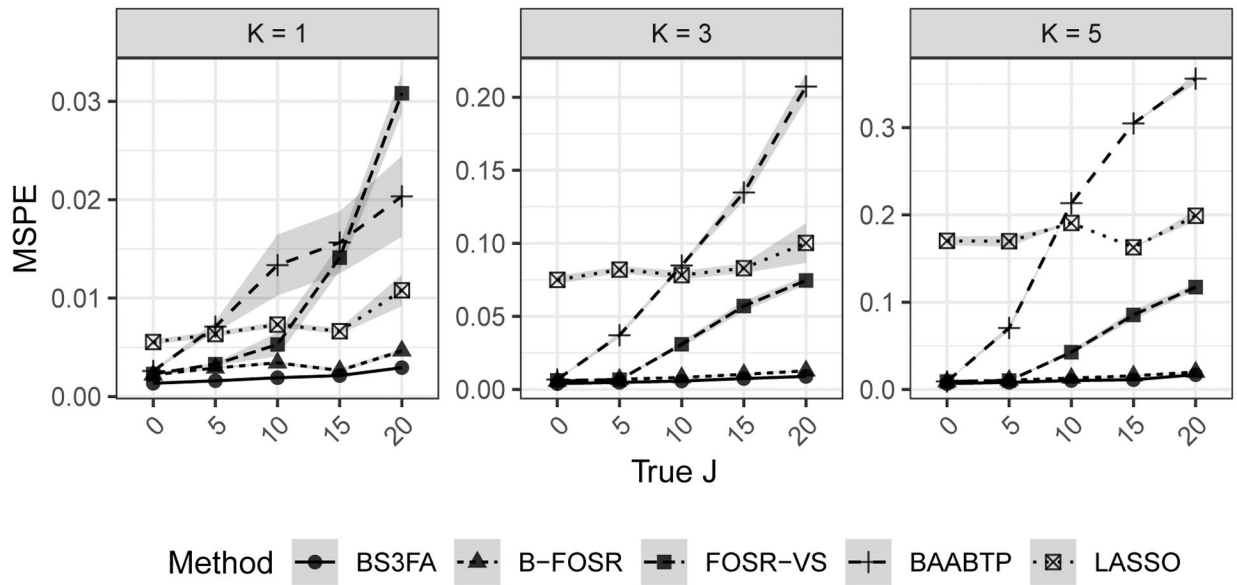 K = 1 K = 3 K = 5
MSPE
0.03
0.02
0.01
0.00
0.20
0.15
0.10
0.05
0.00
0.3
0.2
0.1
0.0
0 5 10 15 20 0 5 10 15 20 0 5 10 15 20
True J
Method BS3FA B−FOSR FOSR−VS BAABTP LASSO